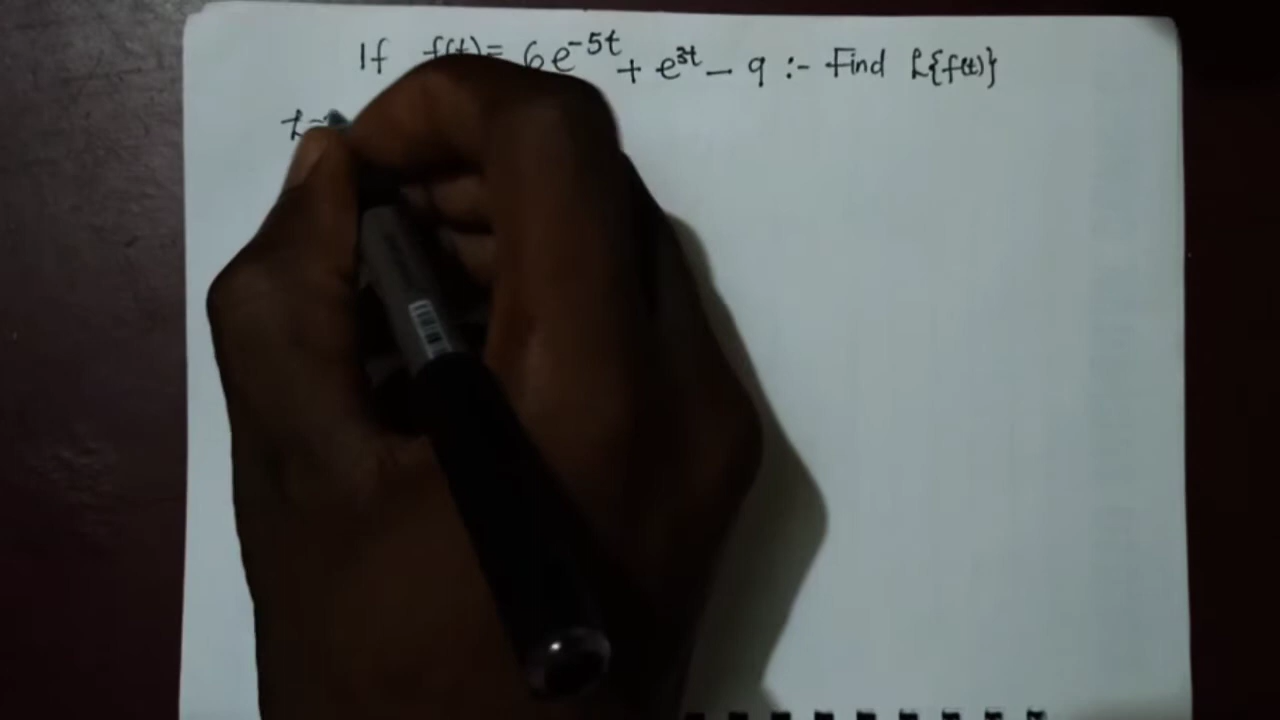 If f(t) = 6e^{-5t} + e^{3t} - 9 :- Find ℒ{f(t)}